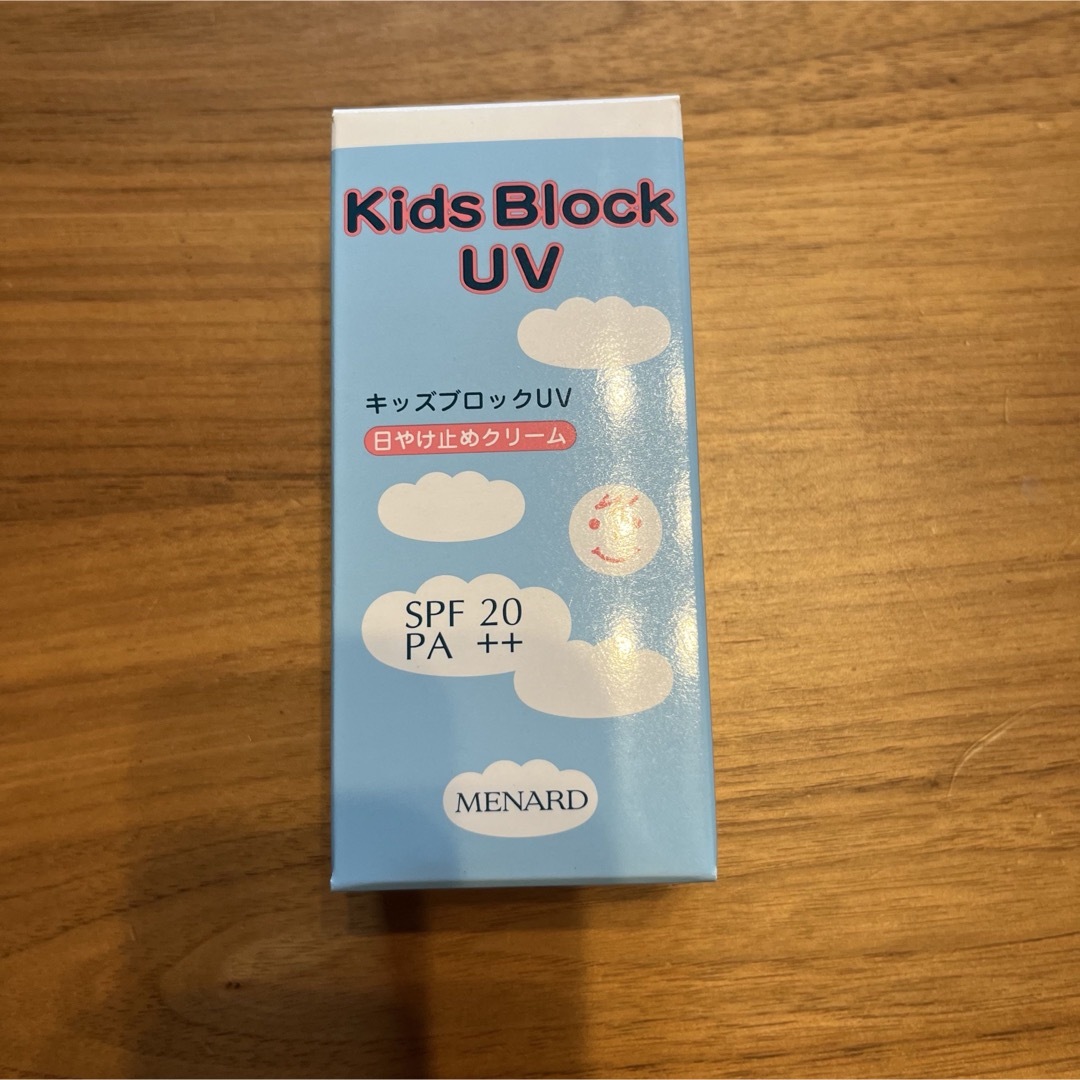 Kids Block
UV
キッズブロックUV
日やけ止めクリーム
SPF 20
PA ++
MENARD